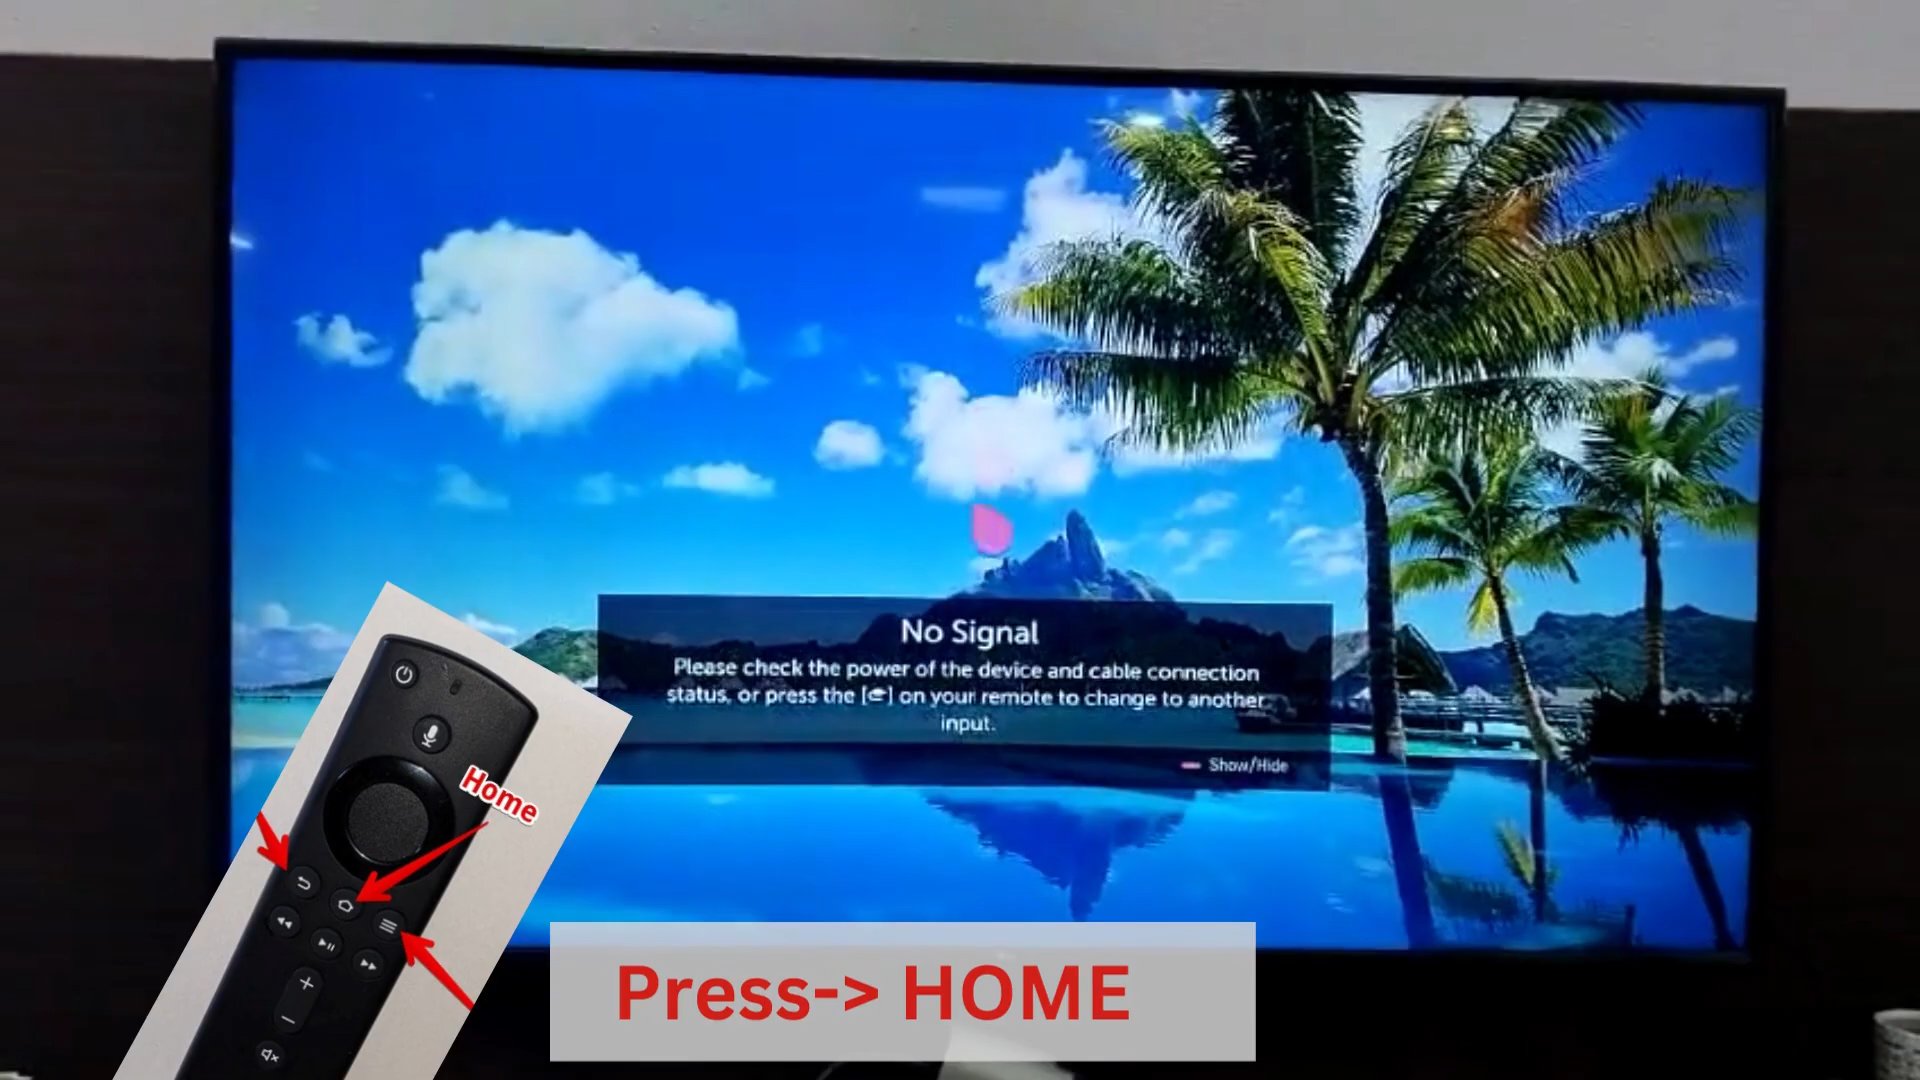 No Signal
Please check the power of the device and cable connection
status, or press the [ ] on your remote to change to another
input.
Show/Hide
Home
Press-> HOME